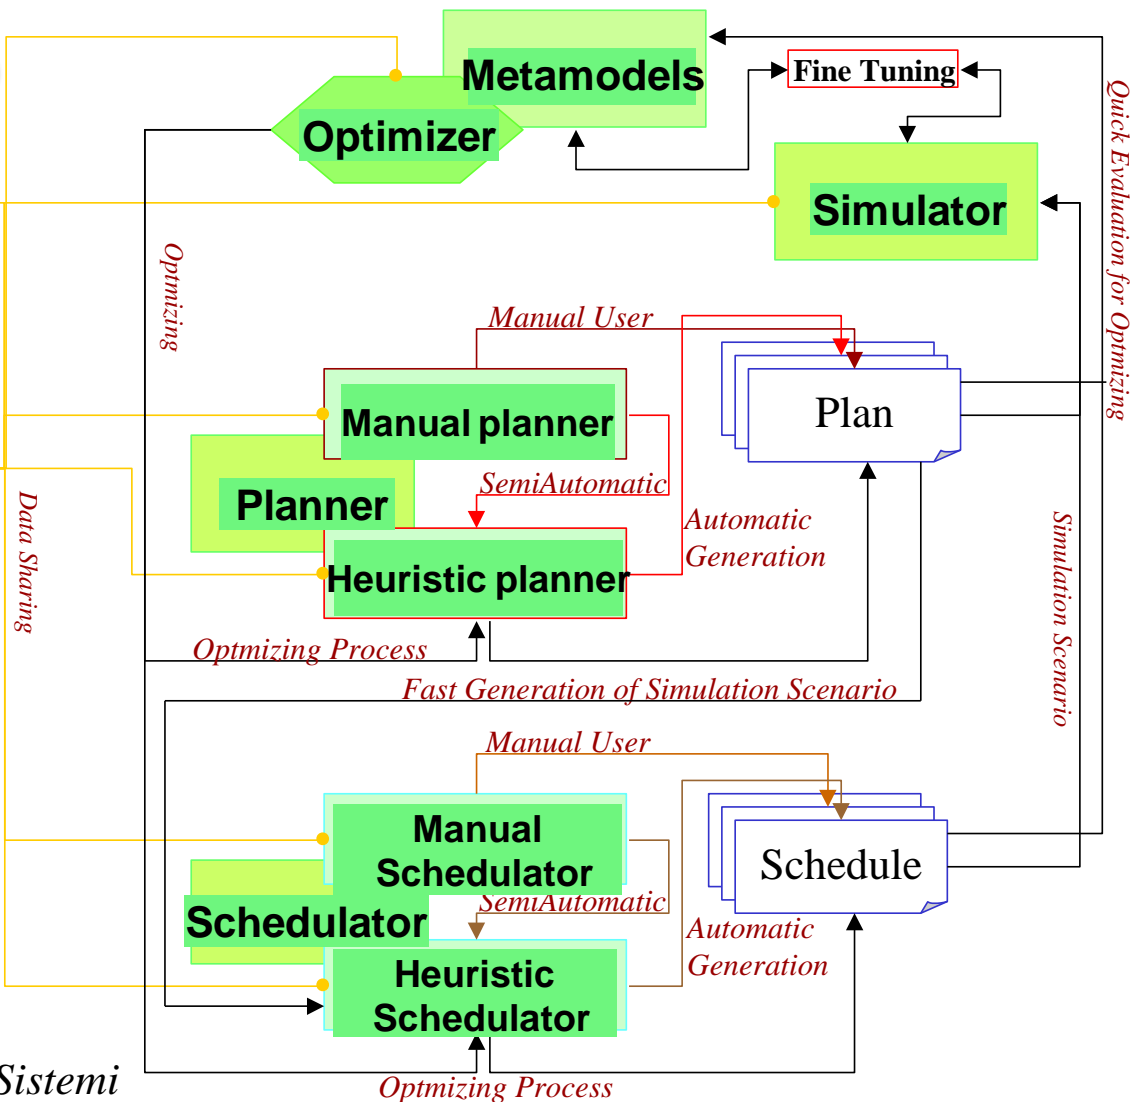 Metamodels
Fine Tuning
Optimizer
Simulator
Quick Evaluation for Optmizing
Optmizing
Manual User
Manual planner
Plan
SemiAutomatic
Planner
Automatic
Generation
Data Sharing
Simulation Scenario
Heuristic planner
Optmizing Process
Fast Generation of Simulation Scenario
Manual User
Manual
Schedulator
Schedule
SemiAutomatic
Schedulator
Automatic
Generation
Heuristic
Schedulator
Sistemi
Optmizing Process